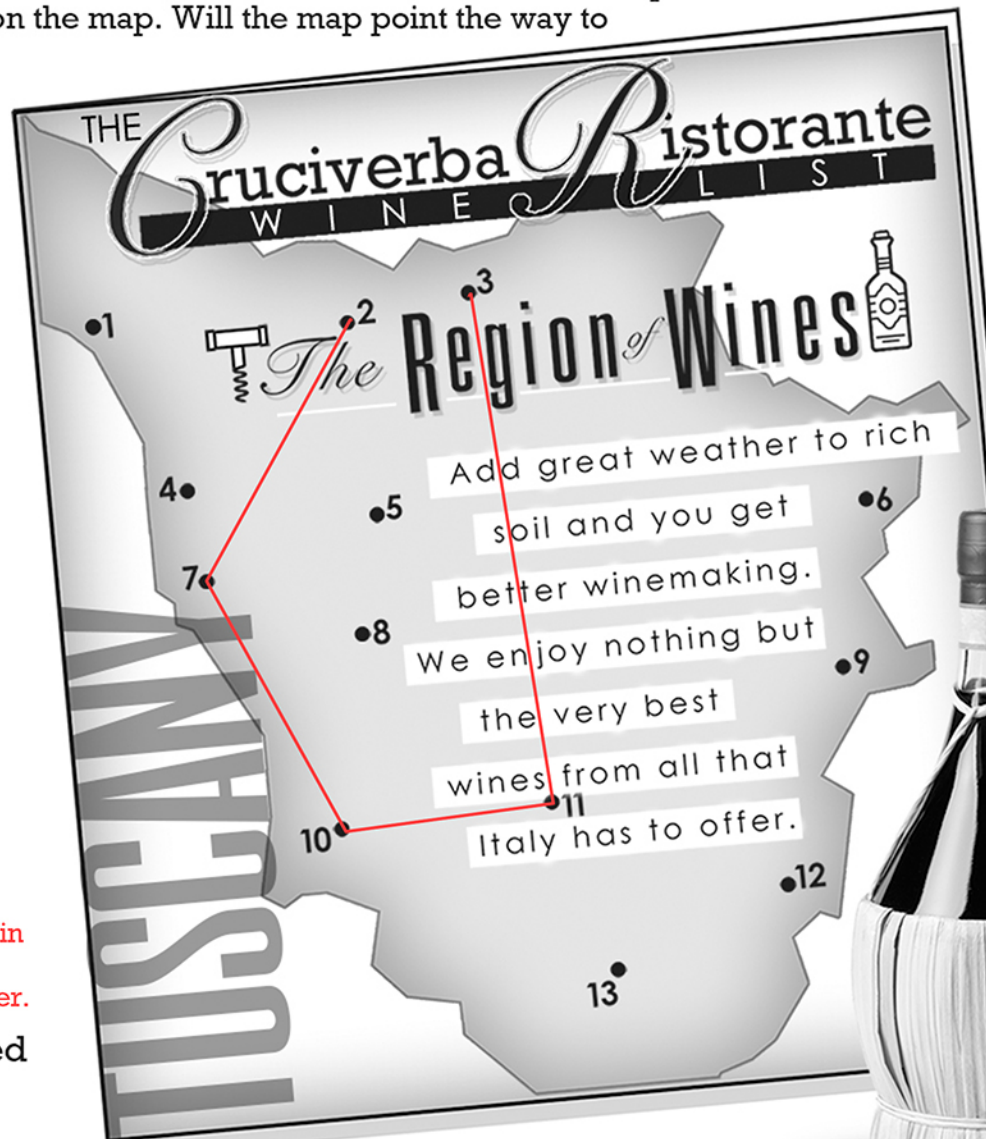 on the map. Will the map point the way to
THE Cruciverba Ristorante
WINE LIST
1
2
3
The Region of Wines
Add great weather to rich
4
5
soil and you get
6
7
better winemaking.
8
We enjoy nothing but
9
the very best
wines from all that
10
11
Italy has to offer.
12
13
TUSCANY
in
er.
ed